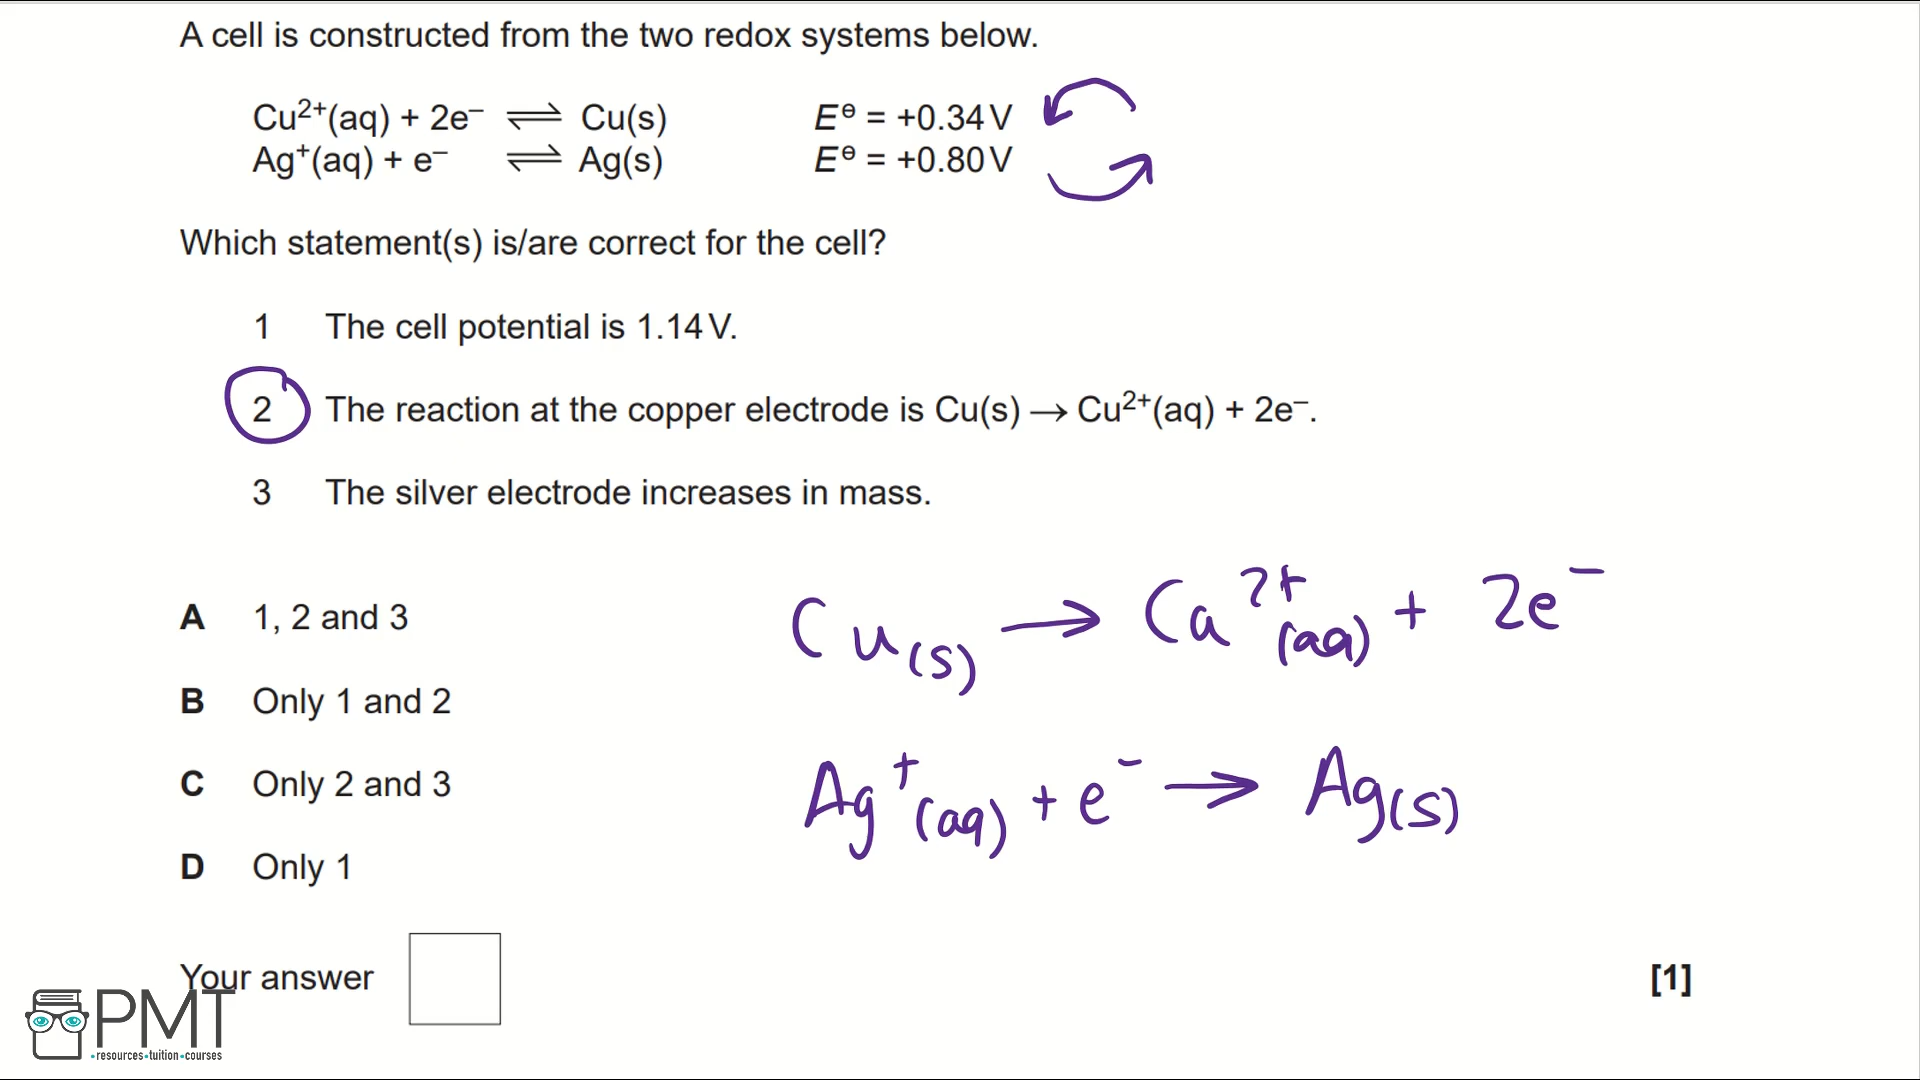 A cell is constructed from the two redox systems below.
Cu²⁺(aq) + 2e⁻ ⇌ Cu(s) E⦵ = +0.34 V
Ag⁺(aq) + e⁻ ⇌ Ag(s) E⦵ = +0.80 V
Which statement(s) is/are correct for the cell?
1 The cell potential is 1.14 V.
2 The reaction at the copper electrode is Cu(s) → Cu²⁺(aq) + 2e⁻.
3 The silver electrode increases in mass.
A 1, 2 and 3
B Only 1 and 2
C Only 2 and 3
D Only 1
Cu(s) → Ca²⁺(aq) + 2e⁻
Ag⁺(aq) + e⁻ → Ag(s)
Your answer
[1]
PMT
•resources•tuition•courses